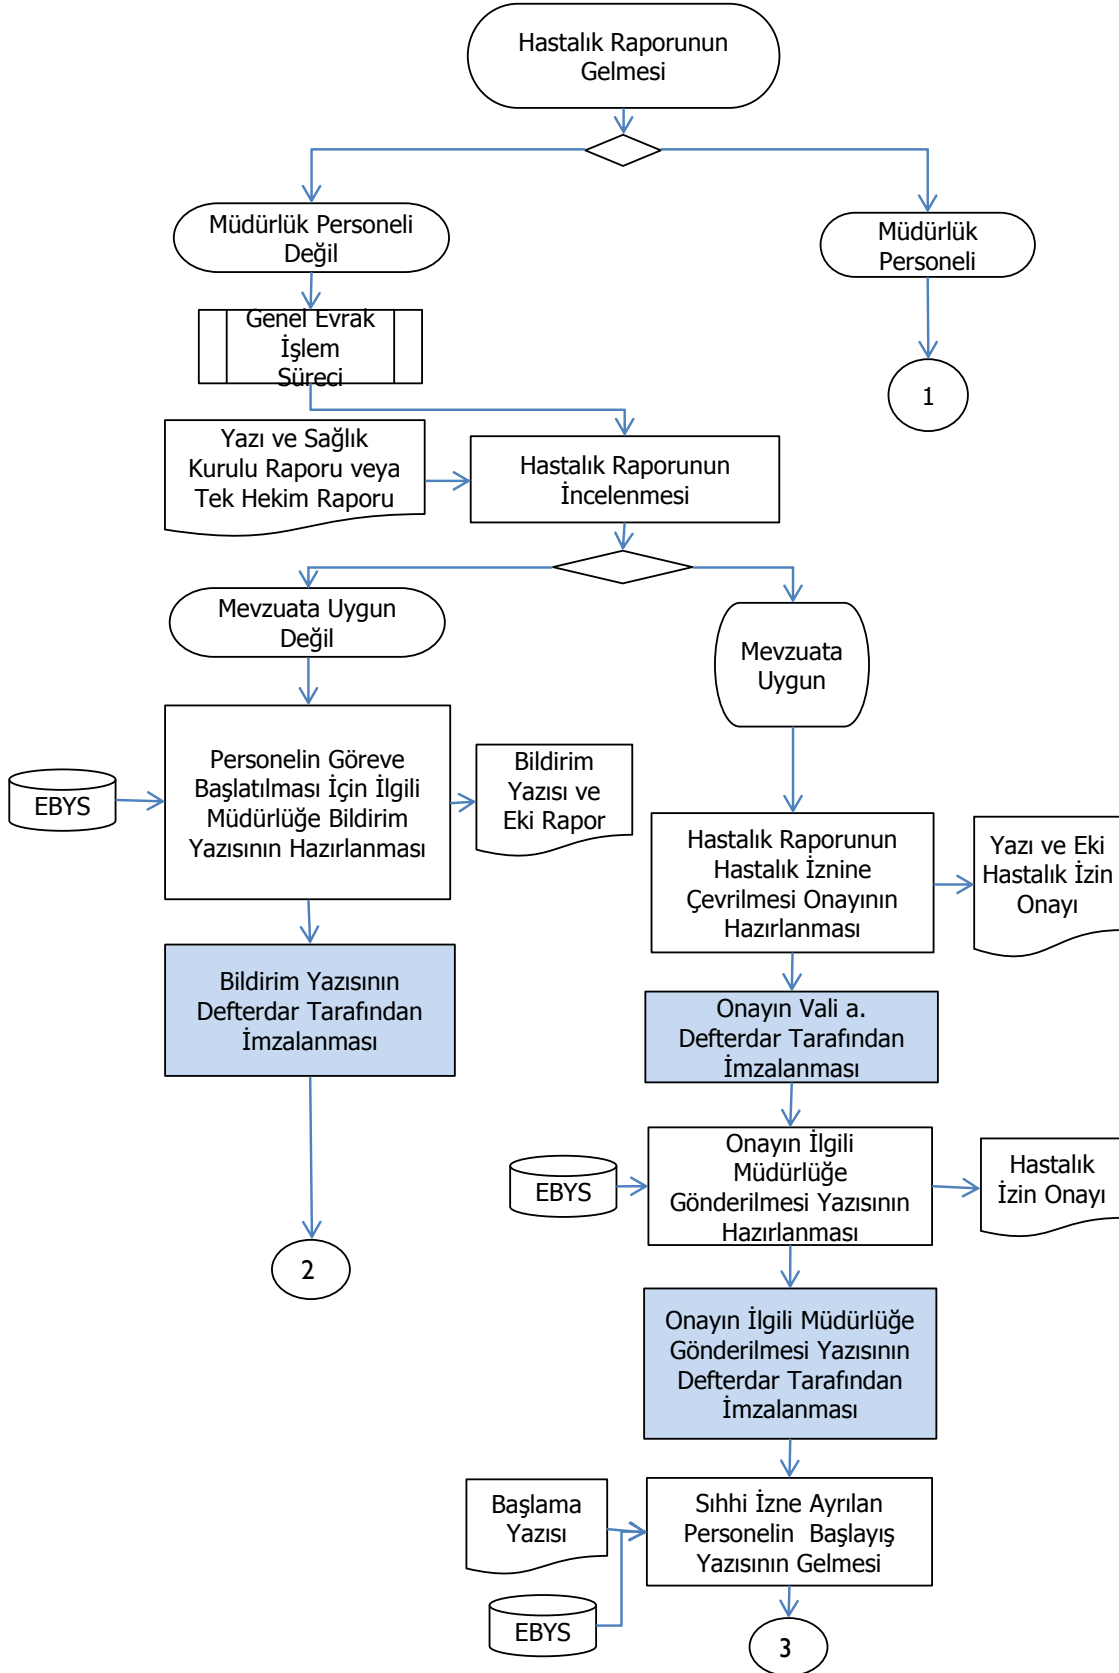 Hastalık Raporunun
Gelmesi
Müdürlük Personeli
Değil
Müdürlük
Personeli
Genel Evrak
İşlem
Süreci
1
Yazı ve Sağlık
Kurulu Raporu veya
Tek Hekim Raporu
Hastalık Raporunun
İncelenmesi
Mevzuata Uygun
Değil
Mevzuata
Uygun
EBYS
Personelin Göreve
Başlatılması İçin İlgili
Müdürlüğe Bildirim
Yazısının Hazırlanması
Bildirim
Yazısı ve
Eki Rapor
Hastalık Raporunun
Hastalık İznine
Çevrilmesi Onayının
Hazırlanması
Yazı ve Eki
Hastalık İzin
Onayı
Bildirim Yazısının
Defterdar Tarafından
İmzalanması
Onayın Vali a.
Defterdar Tarafından
İmzalanması
EBYS
Onayın İlgili
Müdürlüğe
Gönderilmesi Yazısının
Hazırlanması
Hastalık
İzin Onayı
2
Onayın İlgili Müdürlüğe
Gönderilmesi Yazısının
Defterdar Tarafından
İmzalanması
Başlama
Yazısı
Sıhhi İzne Ayrılan
Personelin  Başlayış
Yazısının Gelmesi
EBYS
3